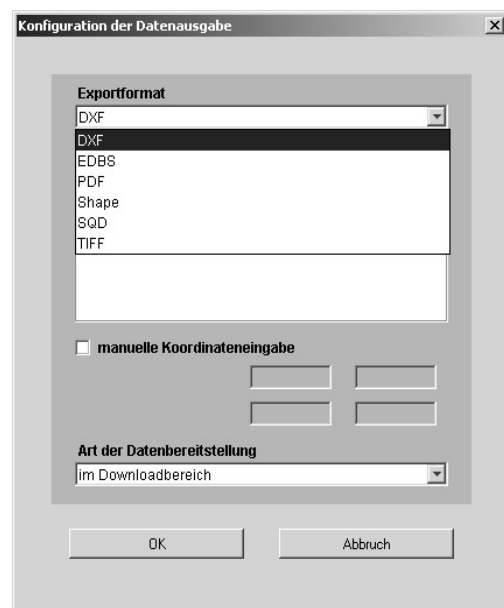 Konfiguration der Datenausgabe
Exportformat
DXF
DXF
EDBS
PDF
Shape
SQD
TIFF
manuelle Koordinateneingabe
Art der Datenbereitstellung
im Downloadbereich
OK
Abbruch